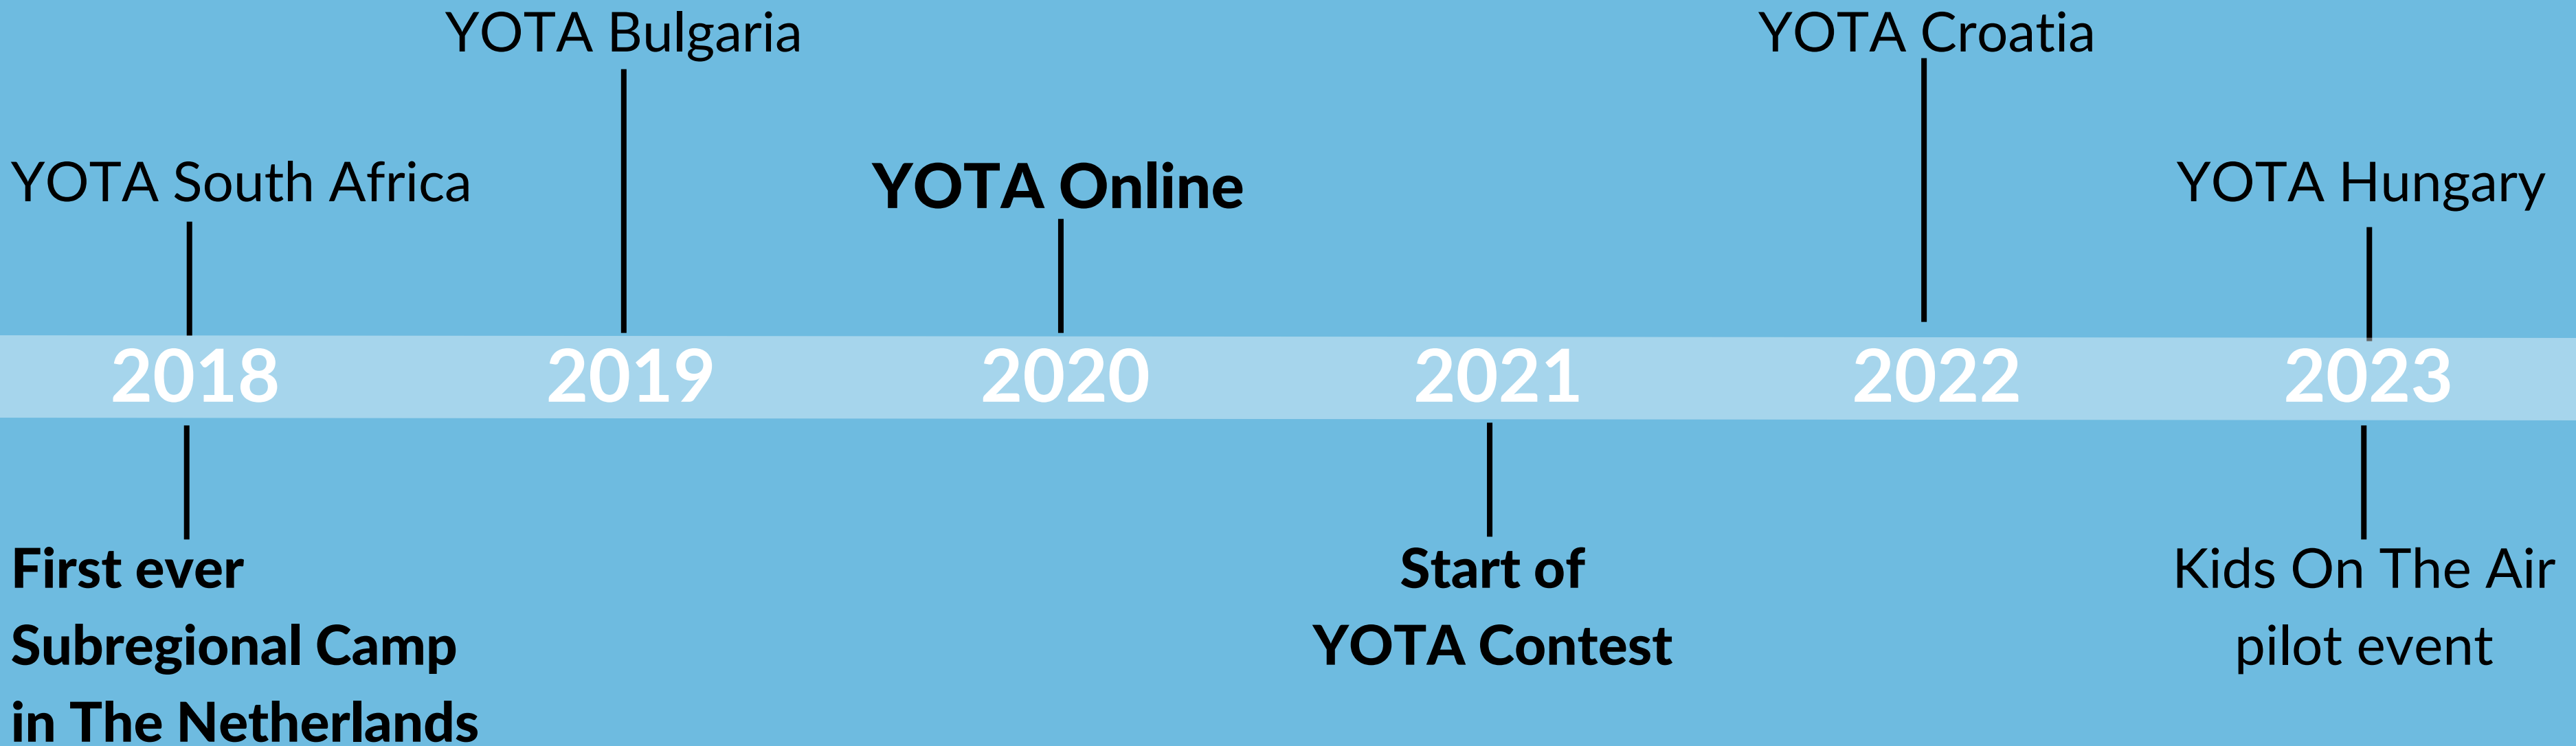 YOTA Bulgaria
YOTA Croatia
YOTA South Africa
YOTA Online
YOTA Hungary
2018
2019
2020
2021
2022
2023
First ever
Subregional Camp
in The Netherlands
Start of
YOTA Contest
Kids On The Air
pilot event